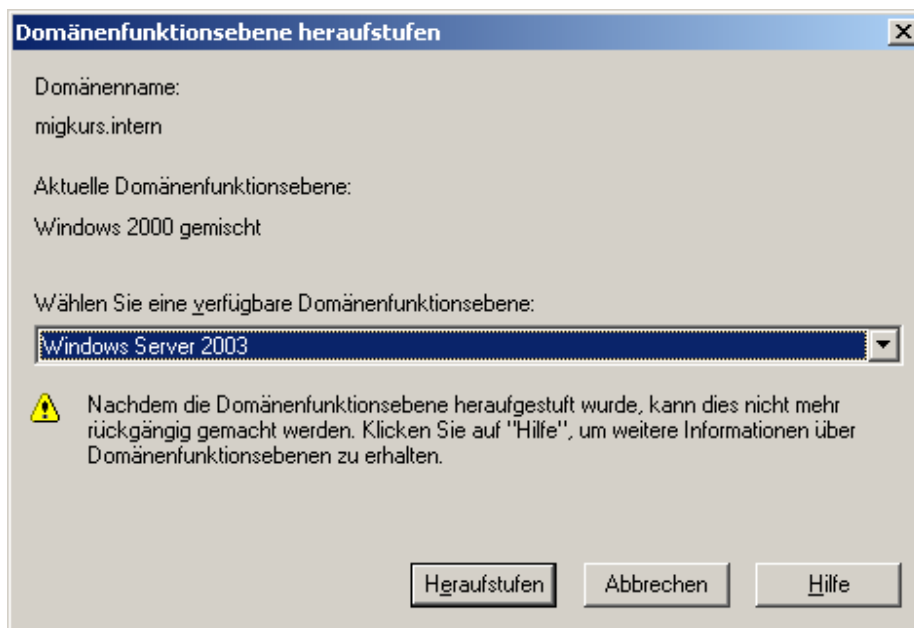 Domänenfunktionsebene heraufstufen
Domänenname:
migkurs.intern
Aktuelle Domänenfunktionsebene:
Windows 2000 gemischt
Wählen Sie eine verfügbare Domänenfunktionsebene:
Windows Server 2003
Nachdem die Domänenfunktionsebene heraufgestuft wurde, kann dies nicht mehr
rückgängig gemacht werden. Klicken Sie auf "Hilfe", um weitere Informationen über
Domänenfunktionsebenen zu erhalten.
Heraufstufen Abbrechen Hilfe